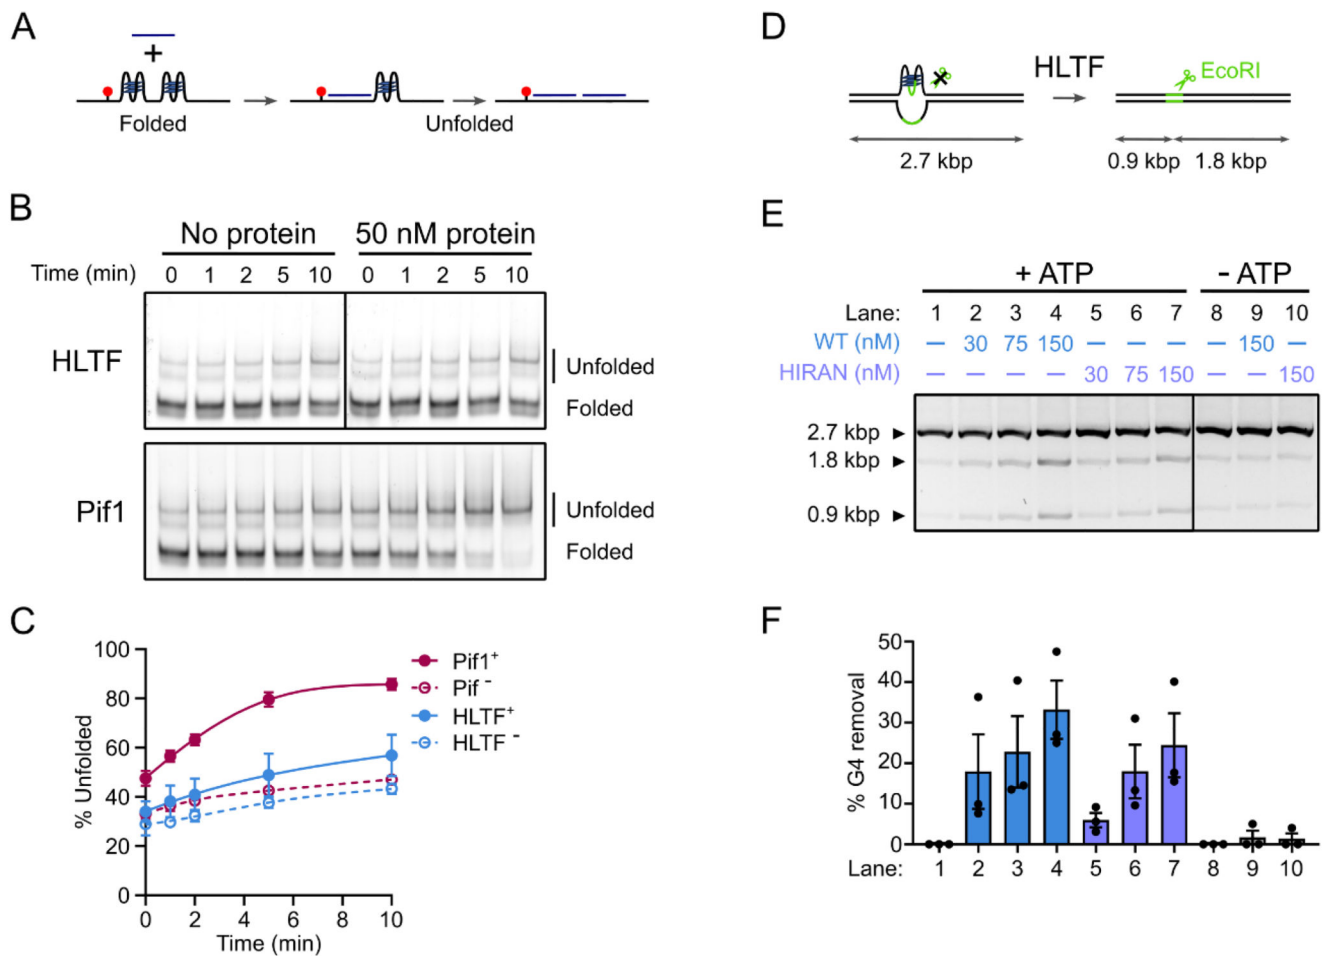 A
+
Folded
Unfolded
B
No protein
50 nM protein
Time (min) 0 1 2 5 10 0 1 2 5 10
HLTF
Unfolded
Folded
Pif1
Unfolded
Folded
C
100
80
60
40
20
0
% Unfolded
0 2 4 6 8 10
Time (min)
Pif1+
Pif -
HLTF+
HLTF -
D
HLTF
EcoRI
2.7 kbp
0.9 kbp 1.8 kbp
E
+ ATP - ATP
Lane: 1 2 3 4 5 6 7 8 9 10
WT (nM) – 30 75 150 – – – – 150 –
HIRAN (nM) – – – – 30 75 150 – – 150
2.7 kbp
1.8 kbp
0.9 kbp
F
50
40
30
20
10
0
% G4 removal
Lane: 1 2 3 4 5 6 7 8 9 10